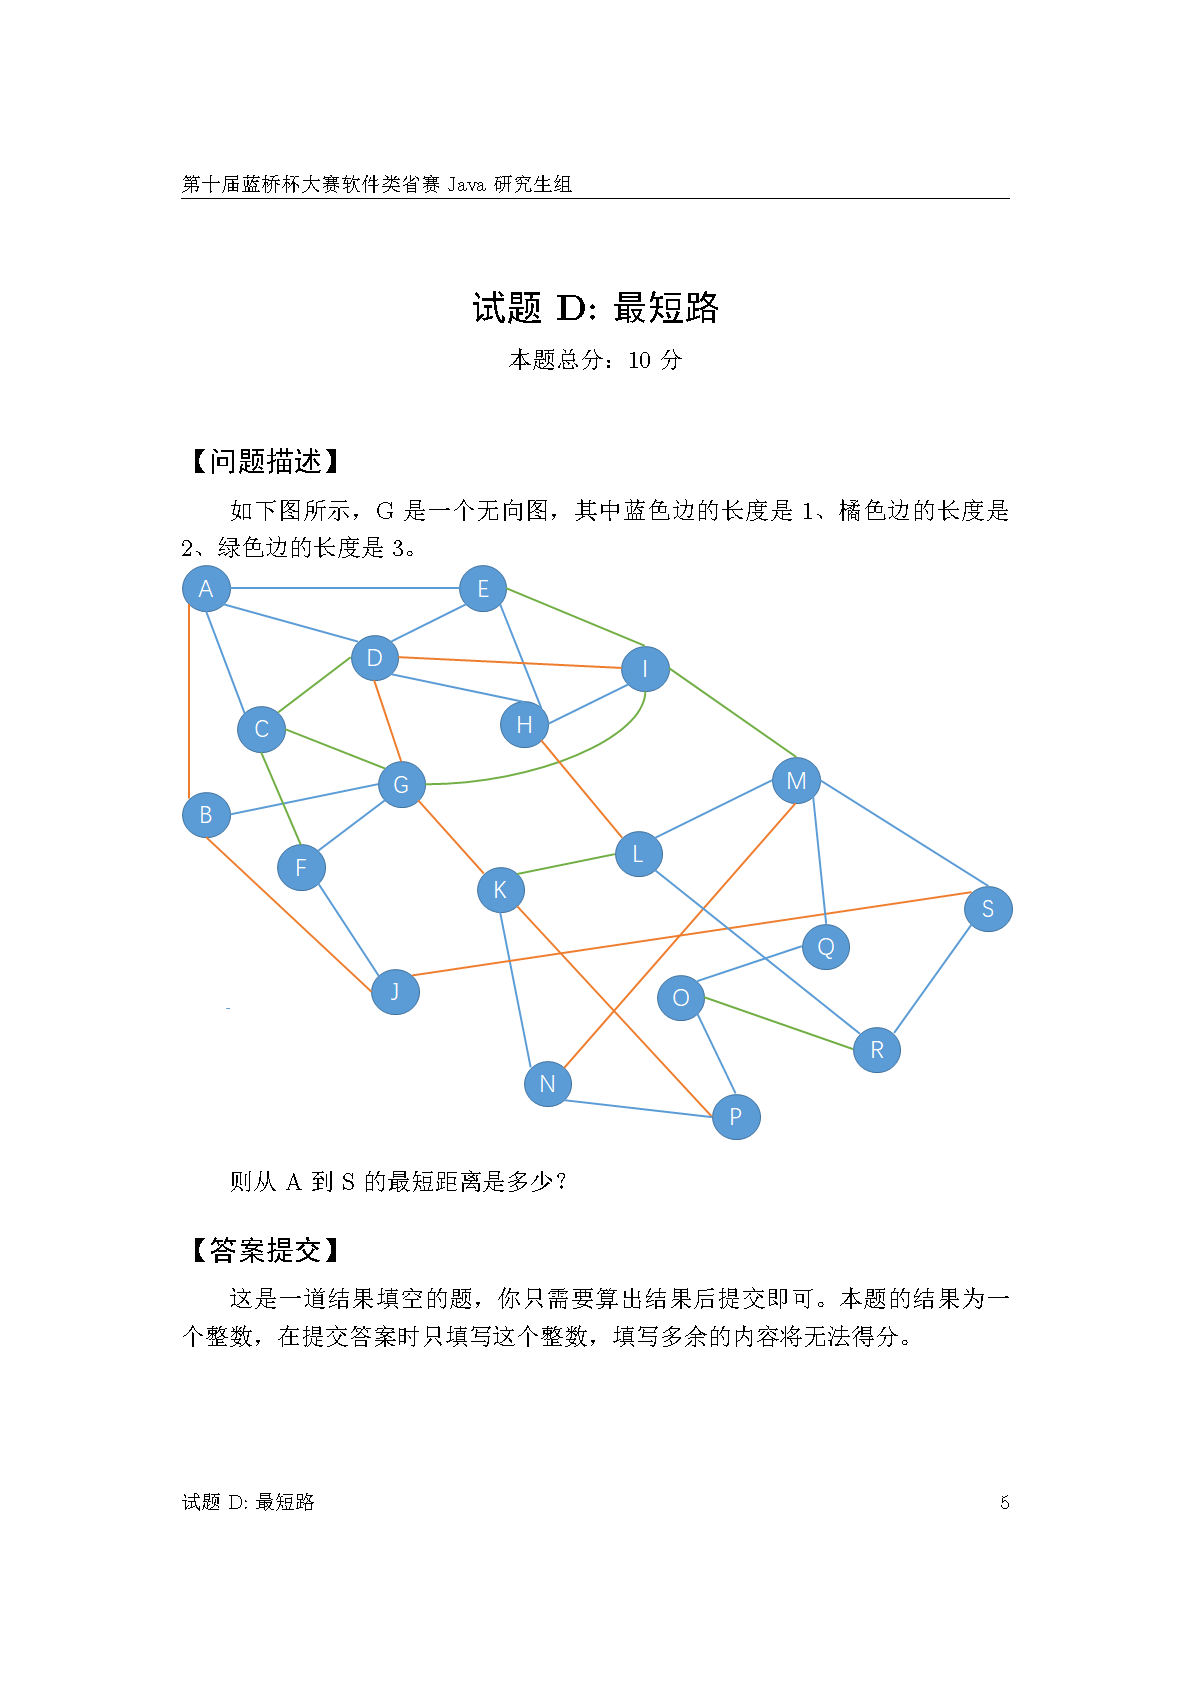 第十届蓝桥杯大赛软件类省赛 Java 研究生组
试题 D: 最短路
本题总分：10 分
【问题描述】
如下图所示，G 是一个无向图，其中蓝色边的长度是 1、橘色边的长度是
2、绿色边的长度是 3。
A
E
D
I
H
C
G
M
B
L
F
K
S
Q
J
O
R
N
P
则从 A 到 S 的最短距离是多少？
【答案提交】
这是一道结果填空的题，你只需要算出结果后提交即可。本题的结果为一
个整数，在提交答案时只填写这个整数，填写多余的内容将无法得分。
试题 D: 最短路 5